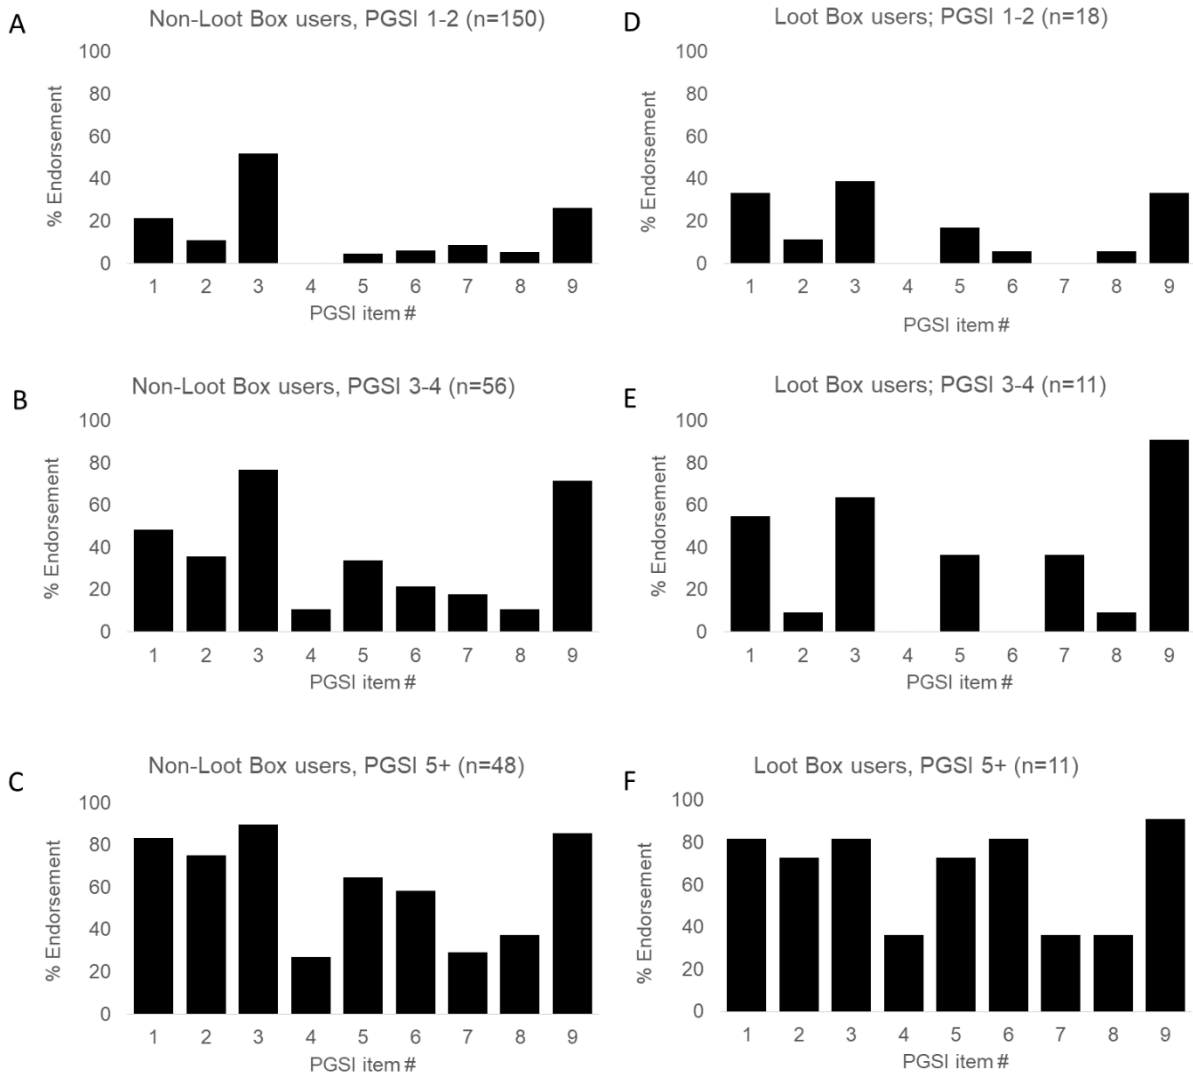 A
Non-Loot Box users, PGSI 1-2 (n=150)
100
80
60
40
20
0
% Endorsement
1 2 3 4 5 6 7 8 9
PGSI item #
D
Loot Box users; PGSI 1-2 (n=18)
100
80
60
40
20
0
% Endorsement
1 2 3 4 5 6 7 8 9
PGSI item #
B
Non-Loot Box users, PGSI 3-4 (n=56)
100
80
60
40
20
0
% Endorsement
1 2 3 4 5 6 7 8 9
PGSI item #
E
Loot Box users; PGSI 3-4 (n=11)
100
80
60
40
20
0
% Endorsement
1 2 3 4 5 6 7 8 9
PGSI item #
C
Non-Loot Box users, PGSI 5+ (n=48)
100
80
60
40
20
0
% Endorsement
1 2 3 4 5 6 7 8 9
PGSI item #
F
Loot Box users, PGSI 5+ (n=11)
100
80
60
40
20
0
% Endorsement
1 2 3 4 5 6 7 8 9
PGSI item #